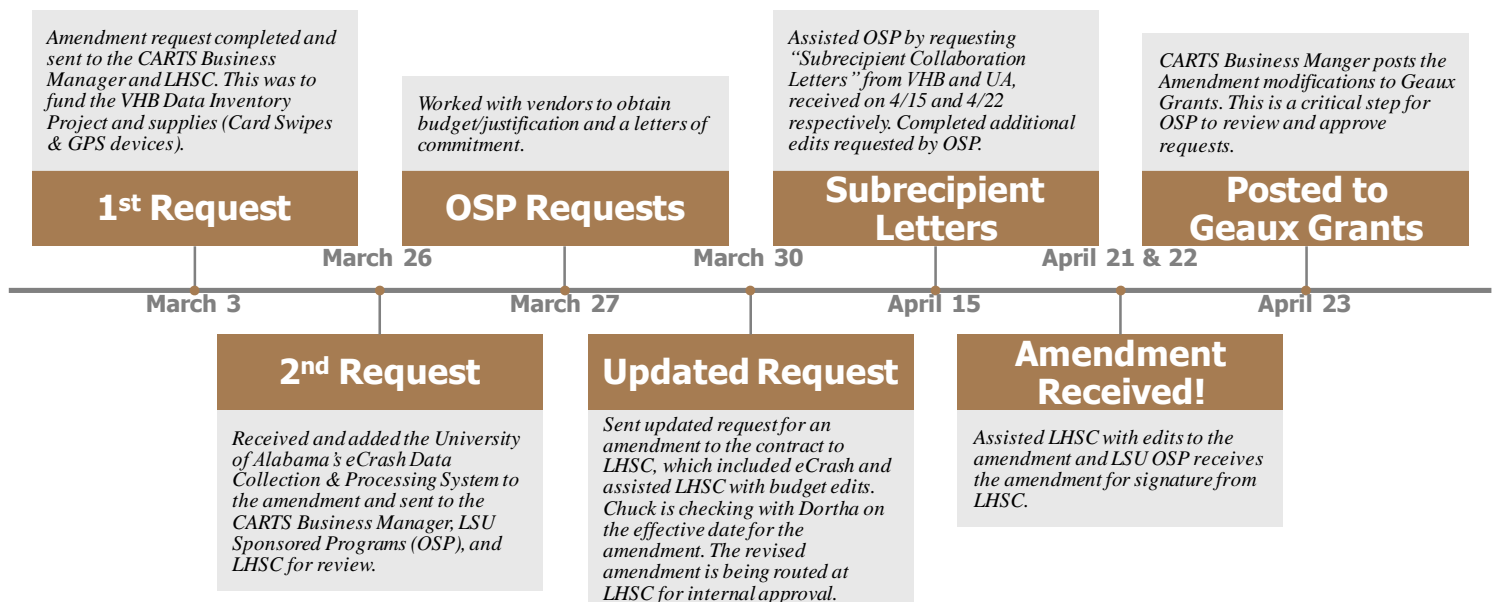 Amendment request completed and
sent to the CARTS Business
Manager and LHSC. This was to
fund the VHB Data Inventory
Project and supplies (Card Swipes
& GPS devices).
1st Request
March 3
March 26
2nd Request
Received and added the University
of Alabama's eCrash Data
Collection & Processing System to
the amendment and sent to the
CARTS Business Manager, LSU
Sponsored Programs (OSP), and
LHSC for review.
Worked with vendors to obtain
budget/justification and a letters of
commitment.
OSP Requests
March 27
March 30
Updated Request
Sent updated request for an
amendment to the contract to
LHSC, which included eCrash and
assisted LHSC with budget edits.
Chuck is checking with Dortha on
the effective date for the
amendment. The revised
amendment is being routed at
LHSC for internal approval.
Assisted OSP by requesting
“Subrecipient Collaboration
Letters” from VHB and UA,
received on 4/15 and 4/22
respectively. Completed additional
edits requested by OSP.
Subrecipient
Letters
April 15
April 21 & 22
Amendment
Received!
Assisted LHSC with edits to the
amendment and LSU OSP receives
the amendment for signature from
LHSC.
CARTS Business Manger posts the
Amendment modifications to Geaux
Grants. This is a critical step for
OSP to review and approve
requests.
Posted to
Geaux Grants
April 23